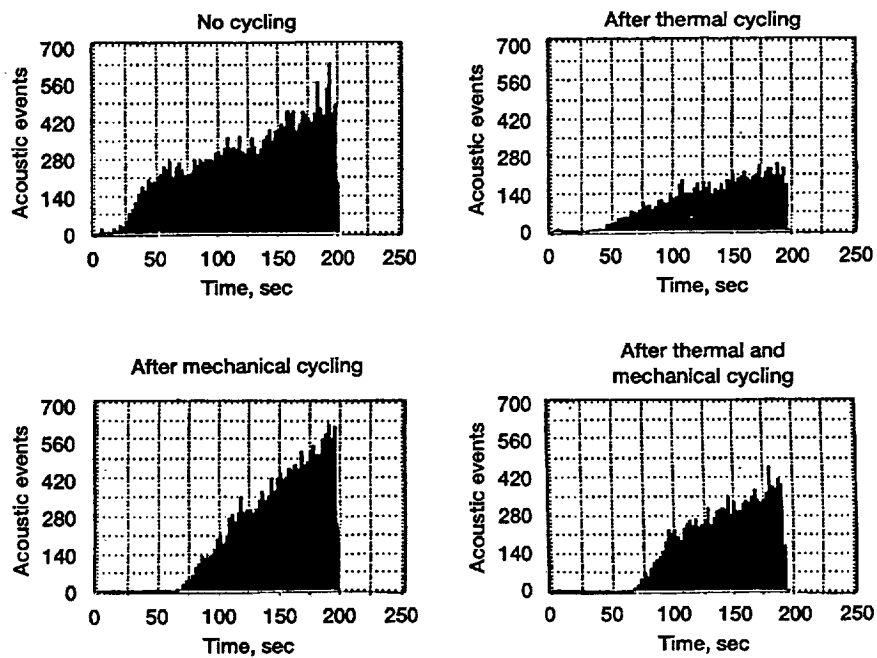 No cycling
700
560
420
280
140
0
Acoustic events
0 50 100 150 200 250
Time, sec
After thermal cycling
700
560
420
280
140
0
Acoustic events
0 50 100 150 200 250
Time, sec
After mechanical cycling
700
560
420
280
140
0
Acoustic events
0 50 100 150 200 250
Time, sec
After thermal and
mechanical cycling
700
560
420
280
140
0
Acoustic events
0 50 100 150 200 250
Time, sec